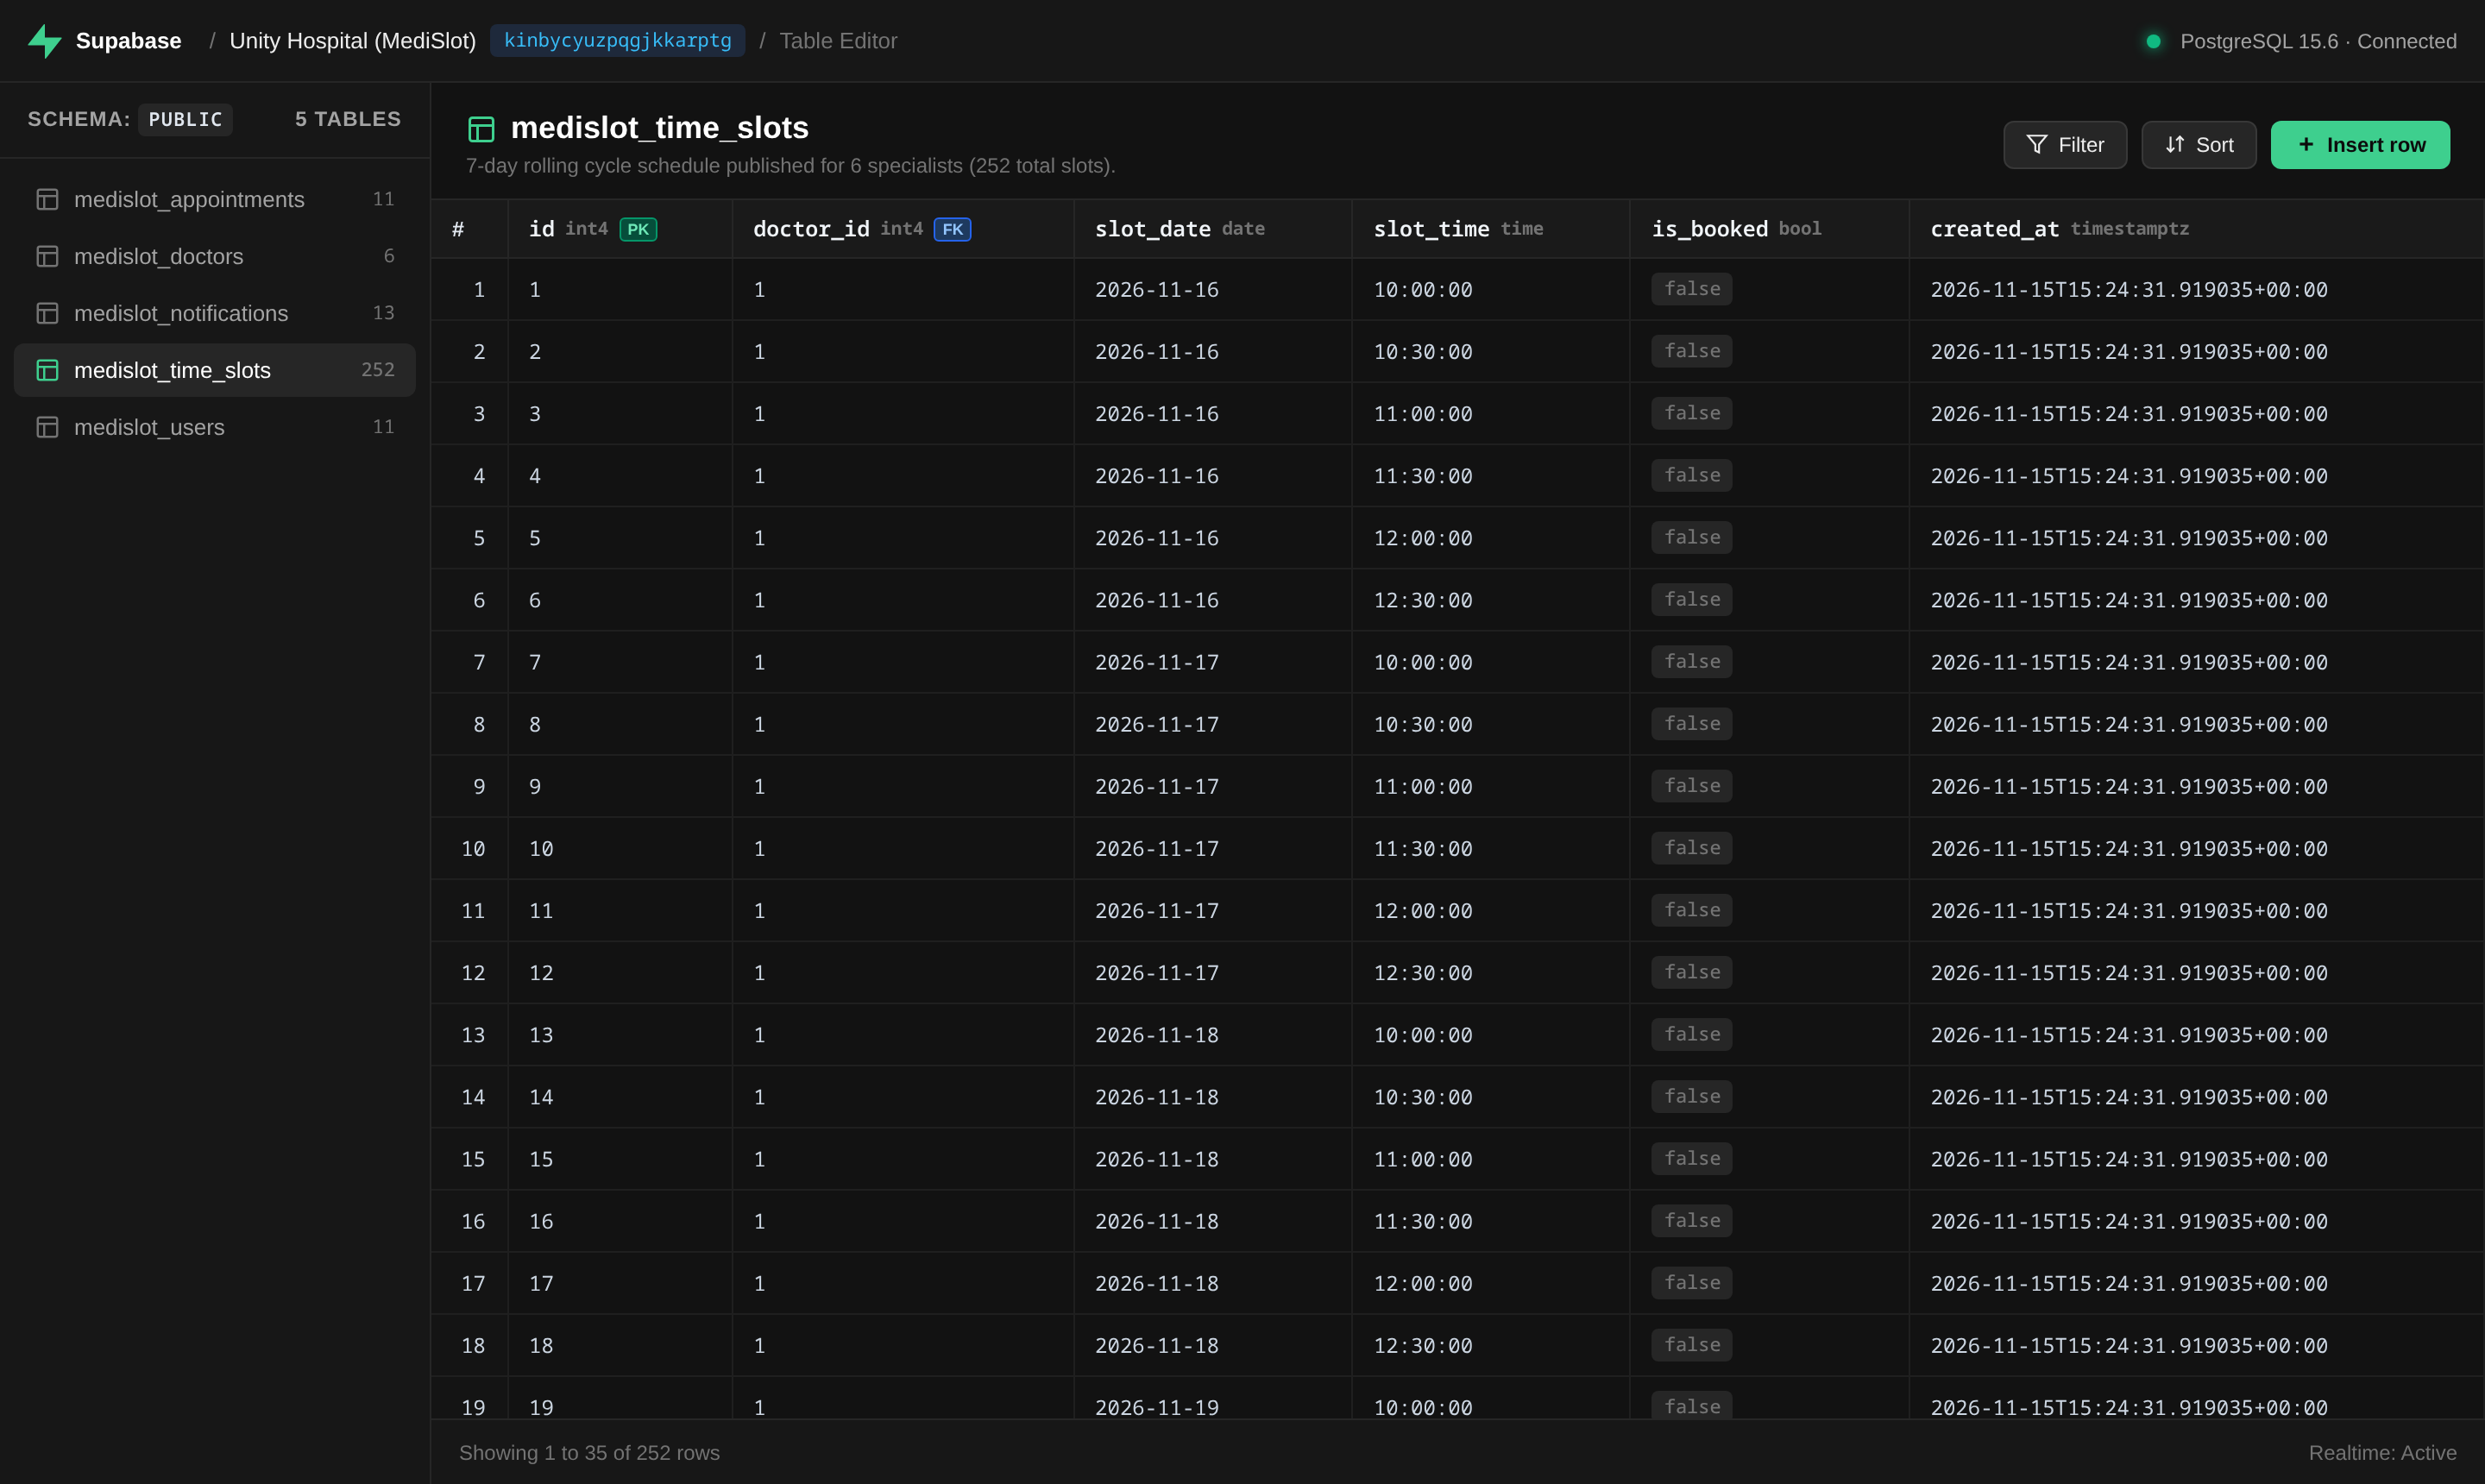 Supabase / Unity Hospital (MediSlot) kinbycyuzpqgjkkarptg / Table Editor PostgreSQL 15.6 · Connected
SCHEMA: PUBLIC 5 TABLES
medislot_appointments 11
medislot_doctors 6
medislot_notifications 13
medislot_time_slots 252
medislot_users 11
medislot_time_slots
7-day rolling cycle schedule published for 6 specialists (252 total slots).
Filter Sort + Insert row
# id int4 PK doctor_id int4 FK slot_date date slot_time time is_booked bool created_at timestamptz
1 1 1 2026-11-16 10:00:00 false 2026-11-15T15:24:31.919035+00:00
2 2 1 2026-11-16 10:30:00 false 2026-11-15T15:24:31.919035+00:00
3 3 1 2026-11-16 11:00:00 false 2026-11-15T15:24:31.919035+00:00
4 4 1 2026-11-16 11:30:00 false 2026-11-15T15:24:31.919035+00:00
5 5 1 2026-11-16 12:00:00 false 2026-11-15T15:24:31.919035+00:00
6 6 1 2026-11-16 12:30:00 false 2026-11-15T15:24:31.919035+00:00
7 7 1 2026-11-17 10:00:00 false 2026-11-15T15:24:31.919035+00:00
8 8 1 2026-11-17 10:30:00 false 2026-11-15T15:24:31.919035+00:00
9 9 1 2026-11-17 11:00:00 false 2026-11-15T15:24:31.919035+00:00
10 10 1 2026-11-17 11:30:00 false 2026-11-15T15:24:31.919035+00:00
11 11 1 2026-11-17 12:00:00 false 2026-11-15T15:24:31.919035+00:00
12 12 1 2026-11-17 12:30:00 false 2026-11-15T15:24:31.919035+00:00
13 13 1 2026-11-18 10:00:00 false 2026-11-15T15:24:31.919035+00:00
14 14 1 2026-11-18 10:30:00 false 2026-11-15T15:24:31.919035+00:00
15 15 1 2026-11-18 11:00:00 false 2026-11-15T15:24:31.919035+00:00
16 16 1 2026-11-18 11:30:00 false 2026-11-15T15:24:31.919035+00:00
17 17 1 2026-11-18 12:00:00 false 2026-11-15T15:24:31.919035+00:00
18 18 1 2026-11-18 12:30:00 false 2026-11-15T15:24:31.919035+00:00
19 19 1 2026-11-19 10:00:00 false 2026-11-15T15:24:31.919035+00:00
Showing 1 to 35 of 252 rows Realtime: Active